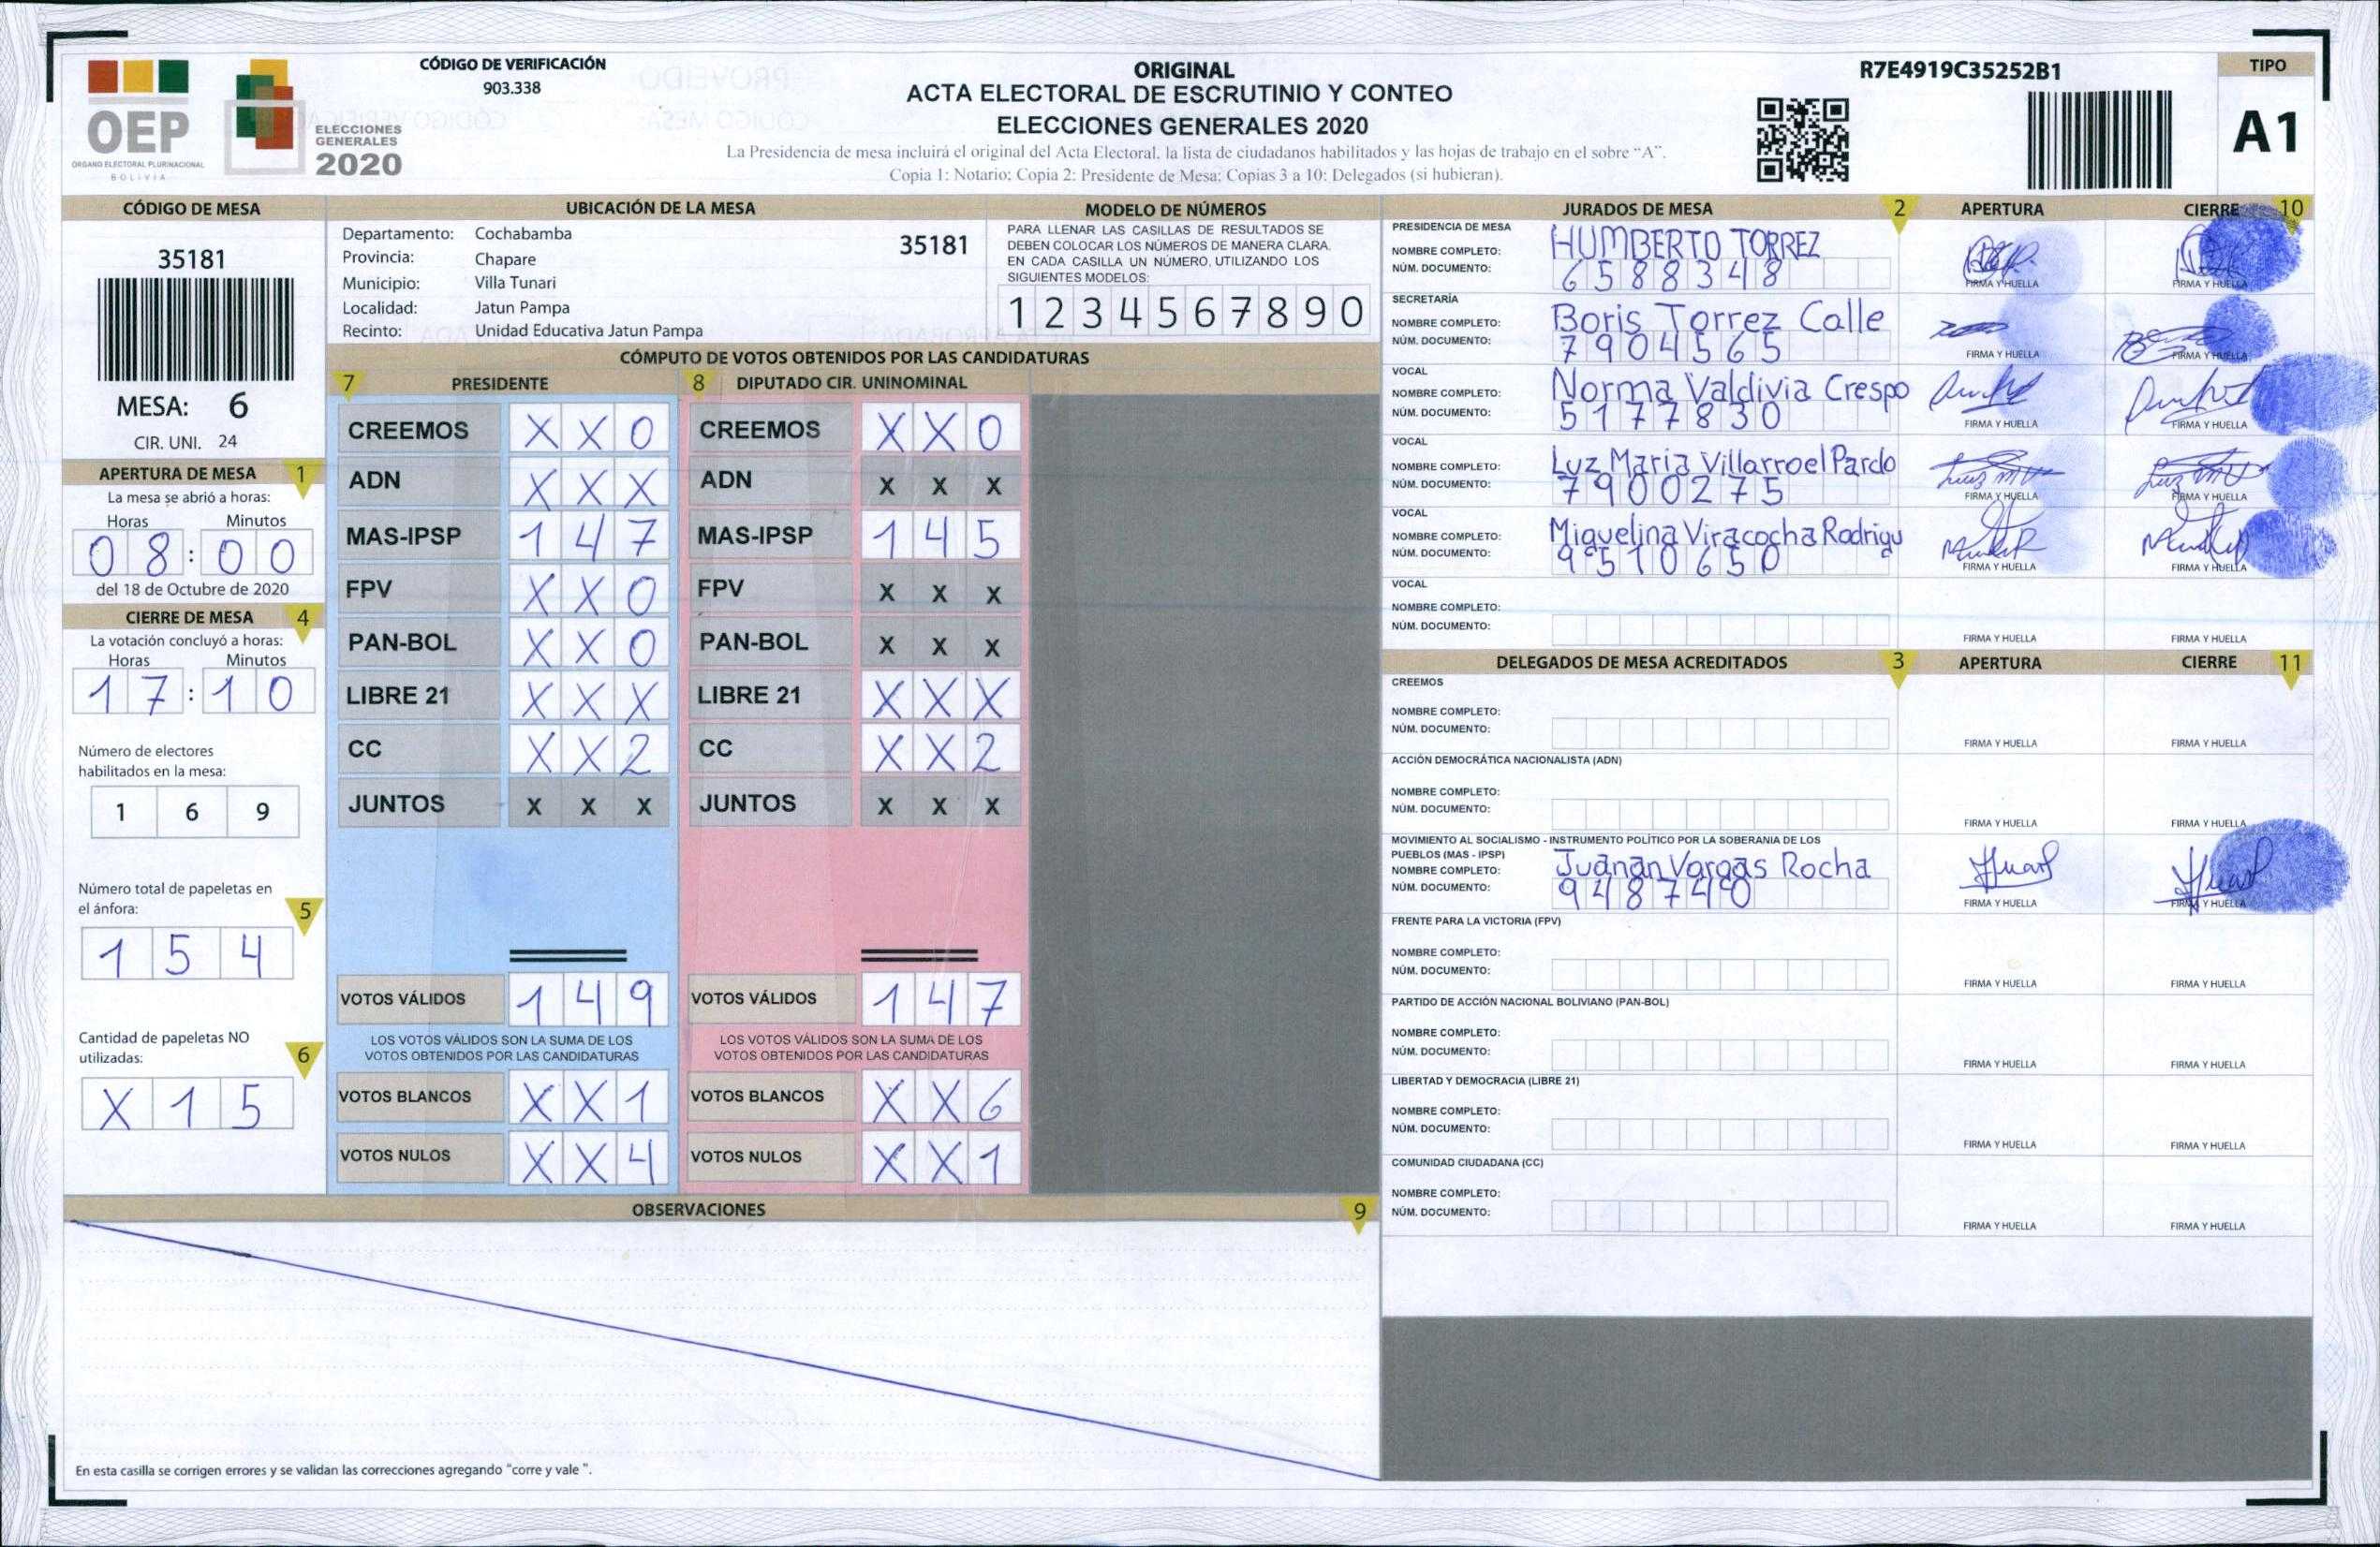 OEP
ORGANO ELECTORAL PLURINACIONAL
BOLIVIA
ELECCIONES
GENERALES
2020
CÓDIGO DE VERIFICACIÓN
903.338
ORIGINAL
ACTA ELECTORAL DE ESCRUTINIO Y CONTEO
ELECCIONES GENERALES 2020
La Presidencia de mesa incluirá el original del Acta Electoral, la lista de ciudadanos habilitados y las hojas de trabajo en el sobre "A".
Copia 1: Notario; Copia 2: Presidente de Mesa; Copias 3 a 10: Delegados (si hubieran).
R7E4919C35252B1
TIPO
A1
CÓDIGO DE MESA
35181
MESA: 6
CIR. UNI. 24
APERTURA DE MESA 1
La mesa se abrió a horas:
Horas Minutos
08:00
del 18 de Octubre de 2020
CIERRE DE MESA 4
La votación concluyó a horas:
Horas Minutos
17:10
Número de electores
habilitados en la mesa:
1 6 9
Número total de papeletas en
el ánfora: 5
1 5 4
Cantidad de papeletas NO
utilizadas: 6
X 1 5
UBICACIÓN DE LA MESA
Departamento: Cochabamba 35181
Provincia: Chapare
Municipio: Villa Tunari
Localidad: Jatun Pampa
Recinto: Unidad Educativa Jatun Pampa
MODELO DE NÚMEROS
PARA LLENAR LAS CASILLAS DE RESULTADOS SE
DEBEN COLOCAR LOS NÚMEROS DE MANERA CLARA.
EN CADA CASILLA UN NÚMERO, UTILIZANDO LOS
SIGUIENTES MODELOS:
1 2 3 4 5 6 7 8 9 0
CÓMPUTO DE VOTOS OBTENIDOS POR LAS CANDIDATURAS
7 PRESIDENTE 8 DIPUTADO CIR. UNINOMINAL
CREEMOS X X 0 CREEMOS X X 0
ADN X X X ADN X X X
MAS-IPSP 1 4 7 MAS-IPSP 1 4 5
FPV X X 0 FPV X X X
PAN-BOL X X 0 PAN-BOL X X X
LIBRE 21 X X X LIBRE 21 X X X
CC X X 2 CC X X 2
JUNTOS X X X JUNTOS X X X
VOTOS VÁLIDOS 1 4 9 VOTOS VÁLIDOS 1 4 7
LOS VOTOS VÁLIDOS SON LA SUMA DE LOS LOS VOTOS VÁLIDOS SON LA SUMA DE LOS
VOTOS OBTENIDOS POR LAS CANDIDATURAS VOTOS OBTENIDOS POR LAS CANDIDATURAS
VOTOS BLANCOS X X 1 VOTOS BLANCOS X X 6
VOTOS NULOS X X 4 VOTOS NULOS X X 1
OBSERVACIONES 9
En esta casilla se corrigen errores y se validan las correcciones agregando "corre y vale ".
JURADOS DE MESA 2 APERTURA CIERRE 10
PRESIDENCIA DE MESA
NOMBRE COMPLETO: HUMBERTO TORREZ
NÚM. DOCUMENTO: 6588348
FIRMA Y HUELLA FIRMA Y HUELLA
SECRETARÍA
NOMBRE COMPLETO: Boris Torrez Calle
NÚM. DOCUMENTO: 7904565
FIRMA Y HUELLA FIRMA Y HUELLA
VOCAL
NOMBRE COMPLETO: Norma Valdivia Crespo
NÚM. DOCUMENTO: 5177830
FIRMA Y HUELLA FIRMA Y HUELLA
VOCAL
NOMBRE COMPLETO: Luz Maria Villarroel Pardo
NÚM. DOCUMENTO: 7900275
FIRMA Y HUELLA FIRMA Y HUELLA
VOCAL
NOMBRE COMPLETO: Miquelina Viracocha Rodrigu
NÚM. DOCUMENTO: 9510650
FIRMA Y HUELLA FIRMA Y HUELLA
VOCAL
NOMBRE COMPLETO:
NÚM. DOCUMENTO:
FIRMA Y HUELLA FIRMA Y HUELLA
DELEGADOS DE MESA ACREDITADOS 3 APERTURA CIERRE 11
CREEMOS
NOMBRE COMPLETO:
NÚM. DOCUMENTO:
FIRMA Y HUELLA FIRMA Y HUELLA
ACCIÓN DEMOCRÁTICA NACIONALISTA (ADN)
NOMBRE COMPLETO:
NÚM. DOCUMENTO:
FIRMA Y HUELLA FIRMA Y HUELLA
MOVIMIENTO AL SOCIALISMO - INSTRUMENTO POLÍTICO POR LA SOBERANIA DE LOS
PUEBLOS (MAS - IPSP)
NOMBRE COMPLETO: Juanan Vargas Rocha
NÚM. DOCUMENTO: 948740
FIRMA Y HUELLA FIRMA Y HUELLA
FRENTE PARA LA VICTORIA (FPV)
NOMBRE COMPLETO:
NÚM. DOCUMENTO:
FIRMA Y HUELLA FIRMA Y HUELLA
PARTIDO DE ACCIÓN NACIONAL BOLIVIANO (PAN-BOL)
NOMBRE COMPLETO:
NÚM. DOCUMENTO:
FIRMA Y HUELLA FIRMA Y HUELLA
LIBERTAD Y DEMOCRACIA (LIBRE 21)
NOMBRE COMPLETO:
NÚM. DOCUMENTO:
FIRMA Y HUELLA FIRMA Y HUELLA
COMUNIDAD CIUDADANA (CC)
NOMBRE COMPLETO:
NÚM. DOCUMENTO:
FIRMA Y HUELLA FIRMA Y HUELLA